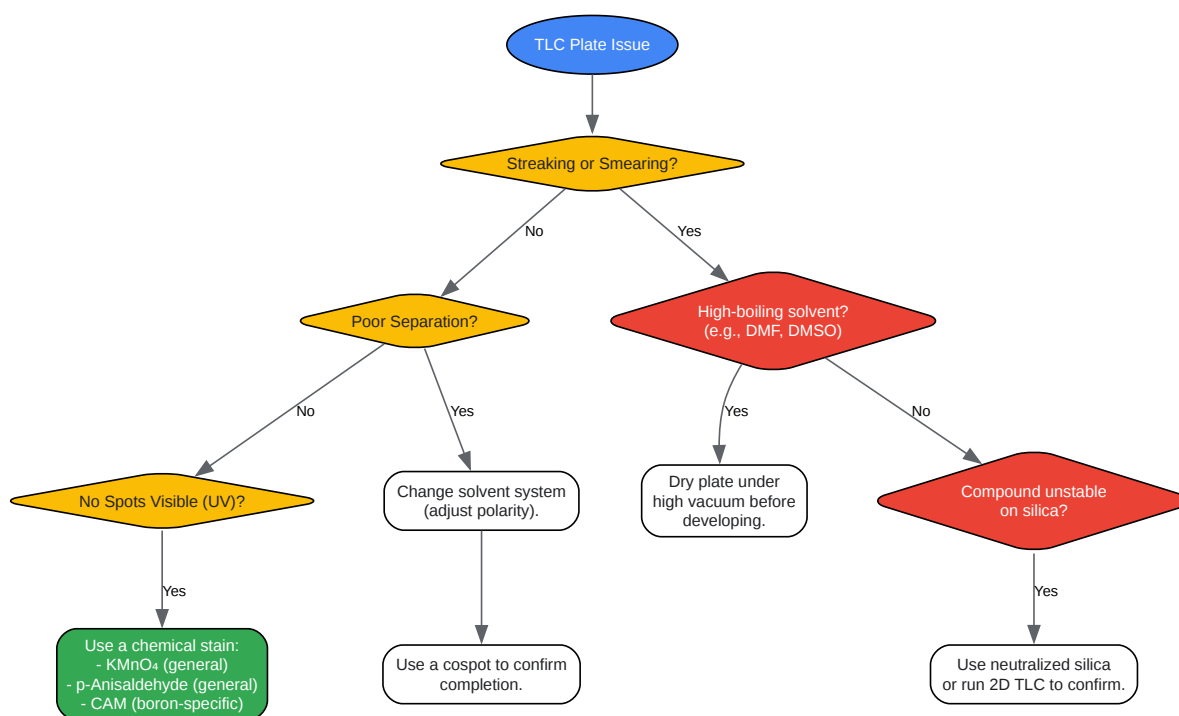 TLC Plate Issue
Streaking or Smearing?
No
Yes
Poor Separation?
High-boiling solvent?
(e.g., DMF, DMSO)
No
Yes
Yes
No
No Spots Visible (UV)?
Change solvent system
(adjust polarity).
Dry plate under
high vacuum before
developing.
Compound unstable
on silica?
Yes
Yes
Use a chemical stain:
- KMnO₄ (general)
- p-Anisaldehyde (general)
- CAM (boron-specific)
Use a cospot to confirm
completion.
Use neutralized silica
or run 2D TLC to confirm.